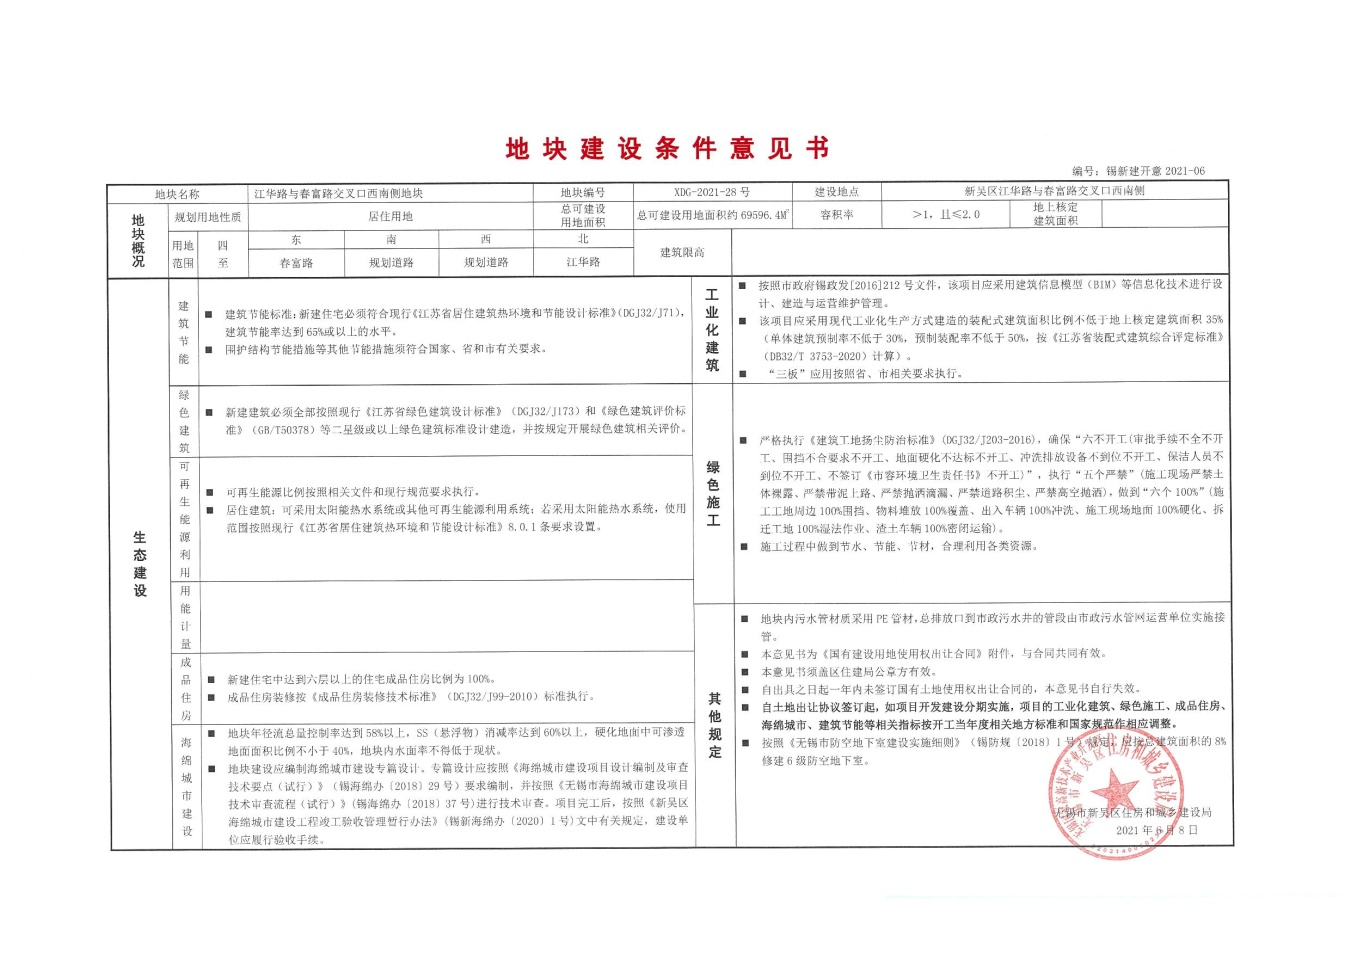 地块建设条件意见书
编号：锡新建开意 2021-06
地块名称 江华路与春富路交叉口西南侧地块 地块编号 XDG-2021-28 号 建设地点 新吴区江华路与春富路交叉口西南侧
地块概况
规划用地性质 居住用地 总可建设用地面积 总可建设用地面积约 69596.4M² 容积率 >1，且≤2.0 地上核定建筑面积
用地范围 四至 东 南 西 北 建筑限高
春富路 规划道路 规划道路 江华路
生态建设
建筑节能
■ 建筑节能标准:新建住宅必须符合现行《江苏省居住建筑热环境和节能设计标准》(DGJ32/J71)，
建筑节能率达到 65%或以上的水平。
■ 围护结构节能措施等其他节能措施须符合国家、省和市有关要求。
绿色建筑
■ 新建建筑必须全部按照现行《江苏省绿色建筑设计标准》（DGJ32/J173）和《绿色建筑评价标
准》（GB/T50378）等二星级或以上绿色建筑标准设计建造，并按规定开展绿色建筑相关评价。
可再生能源利用
■ 可再生能源比例按照相关文件和现行规范要求执行。
■ 居住建筑：可采用太阳能热水系统或其他可再生能源利用系统；若采用太阳能热水系统，使用
范围按照现行《江苏省居住建筑热环境和节能设计标准》8.0.1 条要求设置。
用能计量
成品住房
■ 新建住宅中达到六层以上的住宅成品住房比例为 100%。
■ 成品住房装修按《成品住房装修技术标准》（DGJ32/J99-2010）标准执行。
海绵城市建设
■ 地块年径流总量控制率达到 58%以上，SS（悬浮物）消减率达到 60%以上，硬化地面中可渗透
地面面积比例不小于 40%，地块内水面率不得低于现状。
■ 地块建设应编制海绵城市建设专篇设计。专篇设计应按照《海绵城市建设项目设计编制及审查
技术要点（试行）》（锡海绵办〔2018〕29 号）要求编制，并按照《无锡市海绵城市建设项目
技术审查流程（试行）》（锡海绵办〔2018〕37 号)进行技术审查。项目完工后，按照《新吴区
海绵城市建设工程竣工验收管理暂行办法》(锡新海绵办〔2020〕1 号)文中有关规定，建设单
位应履行验收手续。
工业化建筑
■ 按照市政府锡政发[2016]212 号文件，该项目应采用建筑信息模型（BIM）等信息化技术进行设
计、建造与运营维护管理。
■ 该项目应采用现代工业化生产方式建造的装配式建筑面积比例不低于地上核定建筑面积 35%
（单体建筑预制率不低于 30%，预制装配率不低于 50%，按《江苏省装配式建筑综合评定标准》
（DB32/T 3753-2020）计算）。
■ “三板”应用按照省、市相关要求执行。
绿色施工
■ 严格执行《建筑工地扬尘防治标准》(DGJ32/J203-2016)，确保“六不开工(审批手续不全不开
工、围挡不合要求不开工、地面硬化不达标不开工、冲洗排放设备不到位不开工、保洁人员不
到位不开工、不签订《市容环境卫生责任书》不开工)”，执行“五个严禁”(施工现场严禁土
体裸露、严禁带泥上路、严禁抛洒滴漏、严禁道路积尘、严禁高空抛洒)，做到“六个 100%”(施
工工地周边 100%围挡、物料堆放 100%覆盖、出入车辆 100%冲洗、施工现场地面 100%硬化、拆
迁工地 100%湿法作业、渣土车辆 100%密闭运输)。
■ 施工过程中做到节水、节能、节材，合理利用各类资源。
其他规定
■ 地块内污水管材质采用 PE 管材,总排放口到市政污水井的管段由市政污水管网运营单位实施接
管。
■ 本意见书为《国有建设用地使用权出让合同》附件，与合同共同有效。
■ 本意见书须盖区住建局公章方有效。
■ 自出具之日起一年内未签订国有土地使用权出让合同的，本意见书自行失效。
■ 自土地出让协议签订起，如项目开发建设分期实施，项目的工业化建筑、绿色施工、成品住房、
海绵城市、建筑节能等相关指标按开工当年度相关地方标准和国家规范作相应调整。
■ 按照《无锡市防空地下室建设实施细则》（锡防规〔2018〕1 号）规定，应按总建筑面积的 8%
修建 6 级防空地下室。
无锡市新吴区住房和城乡建设局
2021 年 6 月 8 日